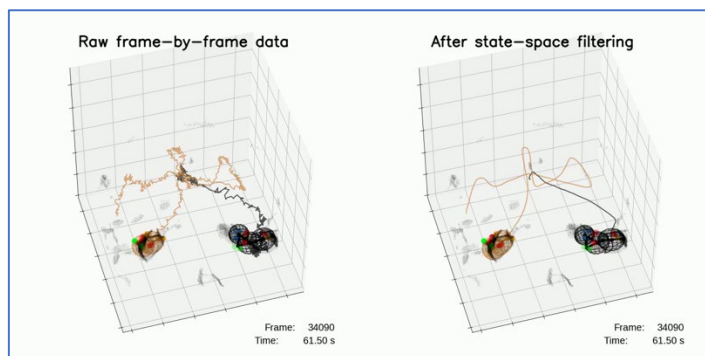 Raw frame-by-frame data
After state-space filtering
Frame: 34090
Time: 61.50 s
Frame: 34090
Time: 61.50 s